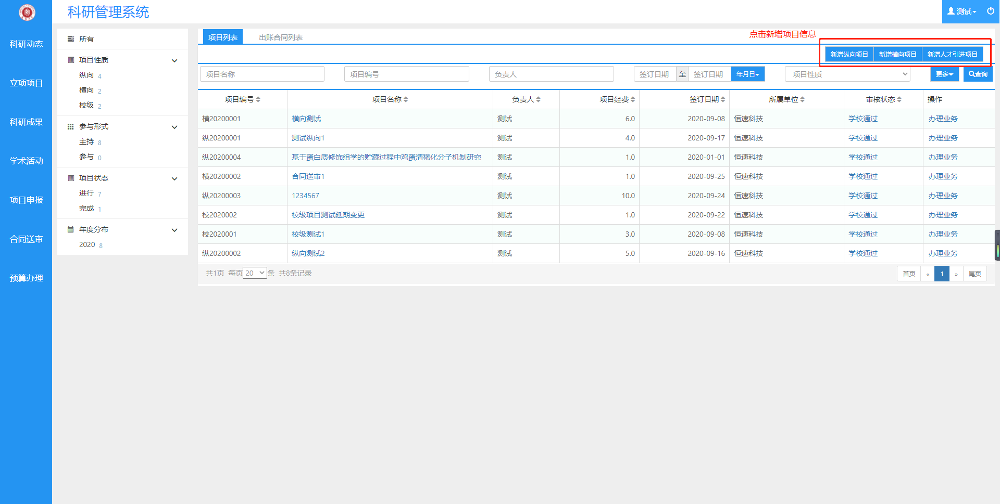 科研管理系统
测试
科研动态
立项项目
科研成果
学术活动
项目申报
合同送审
预算办理
所有
项目性质
纵向 4
横向 2
校级 2
参与形式
主持 8
参与 0
项目状态
进行 7
完成 1
年度分布
2020 8
项目列表 出账合同列表
点击新增项目信息
新增纵向项目 新增横向项目 新增人才引进项目
项目名称 项目编号 负责人 签订日期 至 签订日期 年月日 项目性质 更多 查询
项目编号 项目名称 负责人 项目经费 签订日期 所属单位 审核状态 操作
横20200001 横向测试 测试 6.0 2020-09-08 恒速科技 学校通过 办理业务
纵20200001 测试纵向1 测试 4.0 2020-09-17 恒速科技 学校通过 办理业务
纵20200004 基于蛋白质修饰组学的贮藏过程中鸡蛋清稀化分子机制研究 测试 1.0 2020-01-01 恒速科技 学校通过 办理业务
横20200002 合同送审1 测试 1.0 2020-09-25 恒速科技 学校通过 办理业务
纵20200003 1234567 测试 10.0 2020-09-24 恒速科技 学校通过 办理业务
校2020002 校级项目测试延期变更 测试 1.0 2020-09-22 恒速科技 学校通过 办理业务
校2020001 校级测试1 测试 3.0 2020-09-08 恒速科技 学校通过 办理业务
纵20200002 纵向测试2 测试 5.0 2020-09-16 恒速科技 学校通过 办理业务
共1页 每页 20 条 共8条记录
首页 « 1 » 尾页